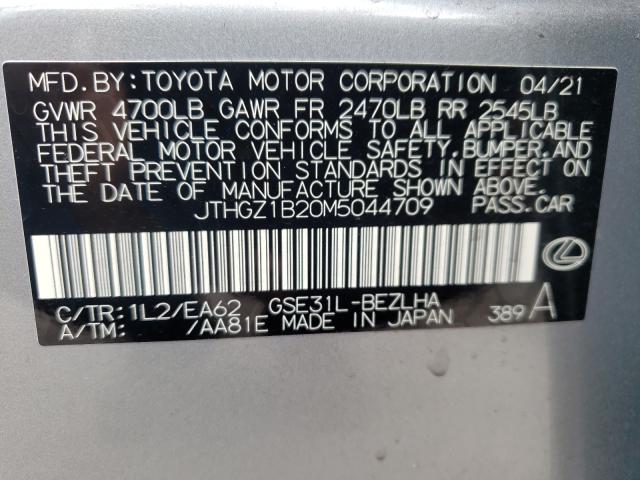 MFD.BY:TOYOTA MOTOR CORPORATION 04/21
GVWR 4700LB GAWR FR 2470LB RR 2545LB
THIS VEHICLE CONFORMS TO ALL APPLICABLE
FEDERAL MOTOR VEHICLE SAFETY,BUMPER,AND
THEFT PREVENTION STANDARDS IN EFFECT ON
THE DATE OF MANUFACTURE SHOWN ABOVE.
JTHGZ1B20M5044709 PASS.CAR
C/TR:1L2/EA62 GSE31L-BEZLHA
A/TM: /AA81E MADE IN JAPAN 389 A